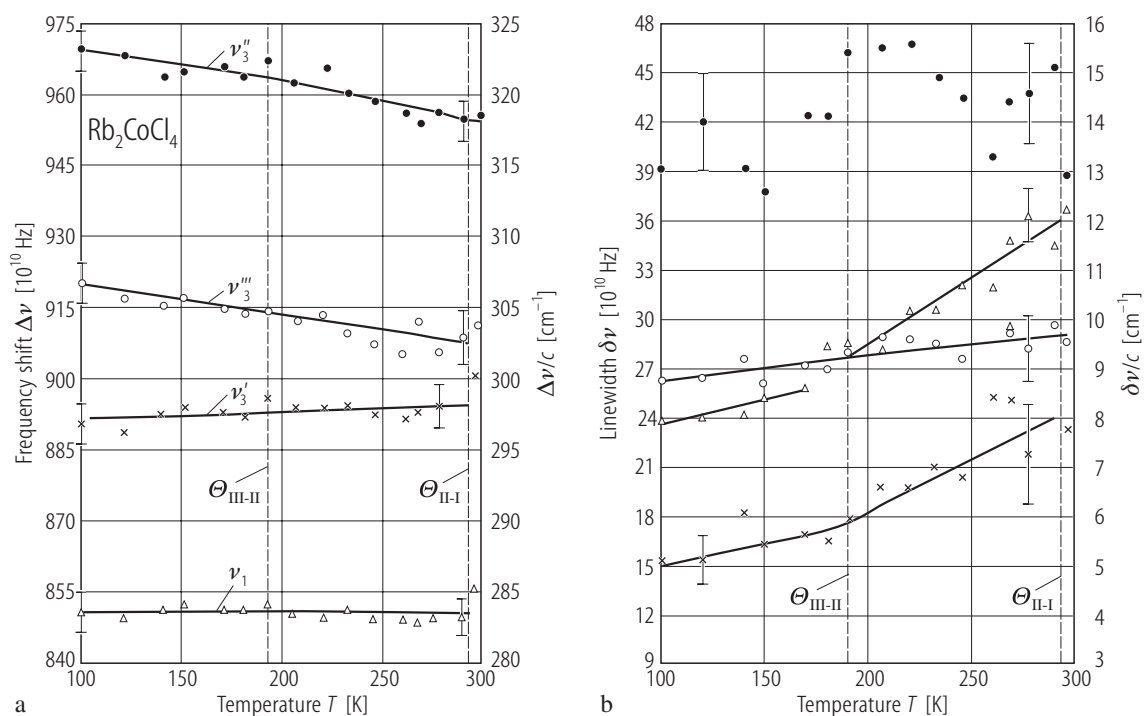 975
960
945
930
915
900
885
870
855
840
Frequency shift Δν [10¹⁰ Hz]
Rb₂CoCl₄
ν₃″
ν₃‴
ν₃′
ν₁
Θ_III-II
Θ_II-I
325
320
315
310
305
300
295
290
285
280
Δν/c [cm⁻¹]
100 150 200 250 300
Temperature T [K]
a
48
45
42
39
36
33
30
27
24
21
18
15
12
9
Linewidth δν [10¹⁰ Hz]
Θ_III-II
Θ_II-I
16
15
14
13
12
11
10
9
8
7
6
5
4
3
δν/c [cm⁻¹]
100 150 200 250 300
Temperature T [K]
b